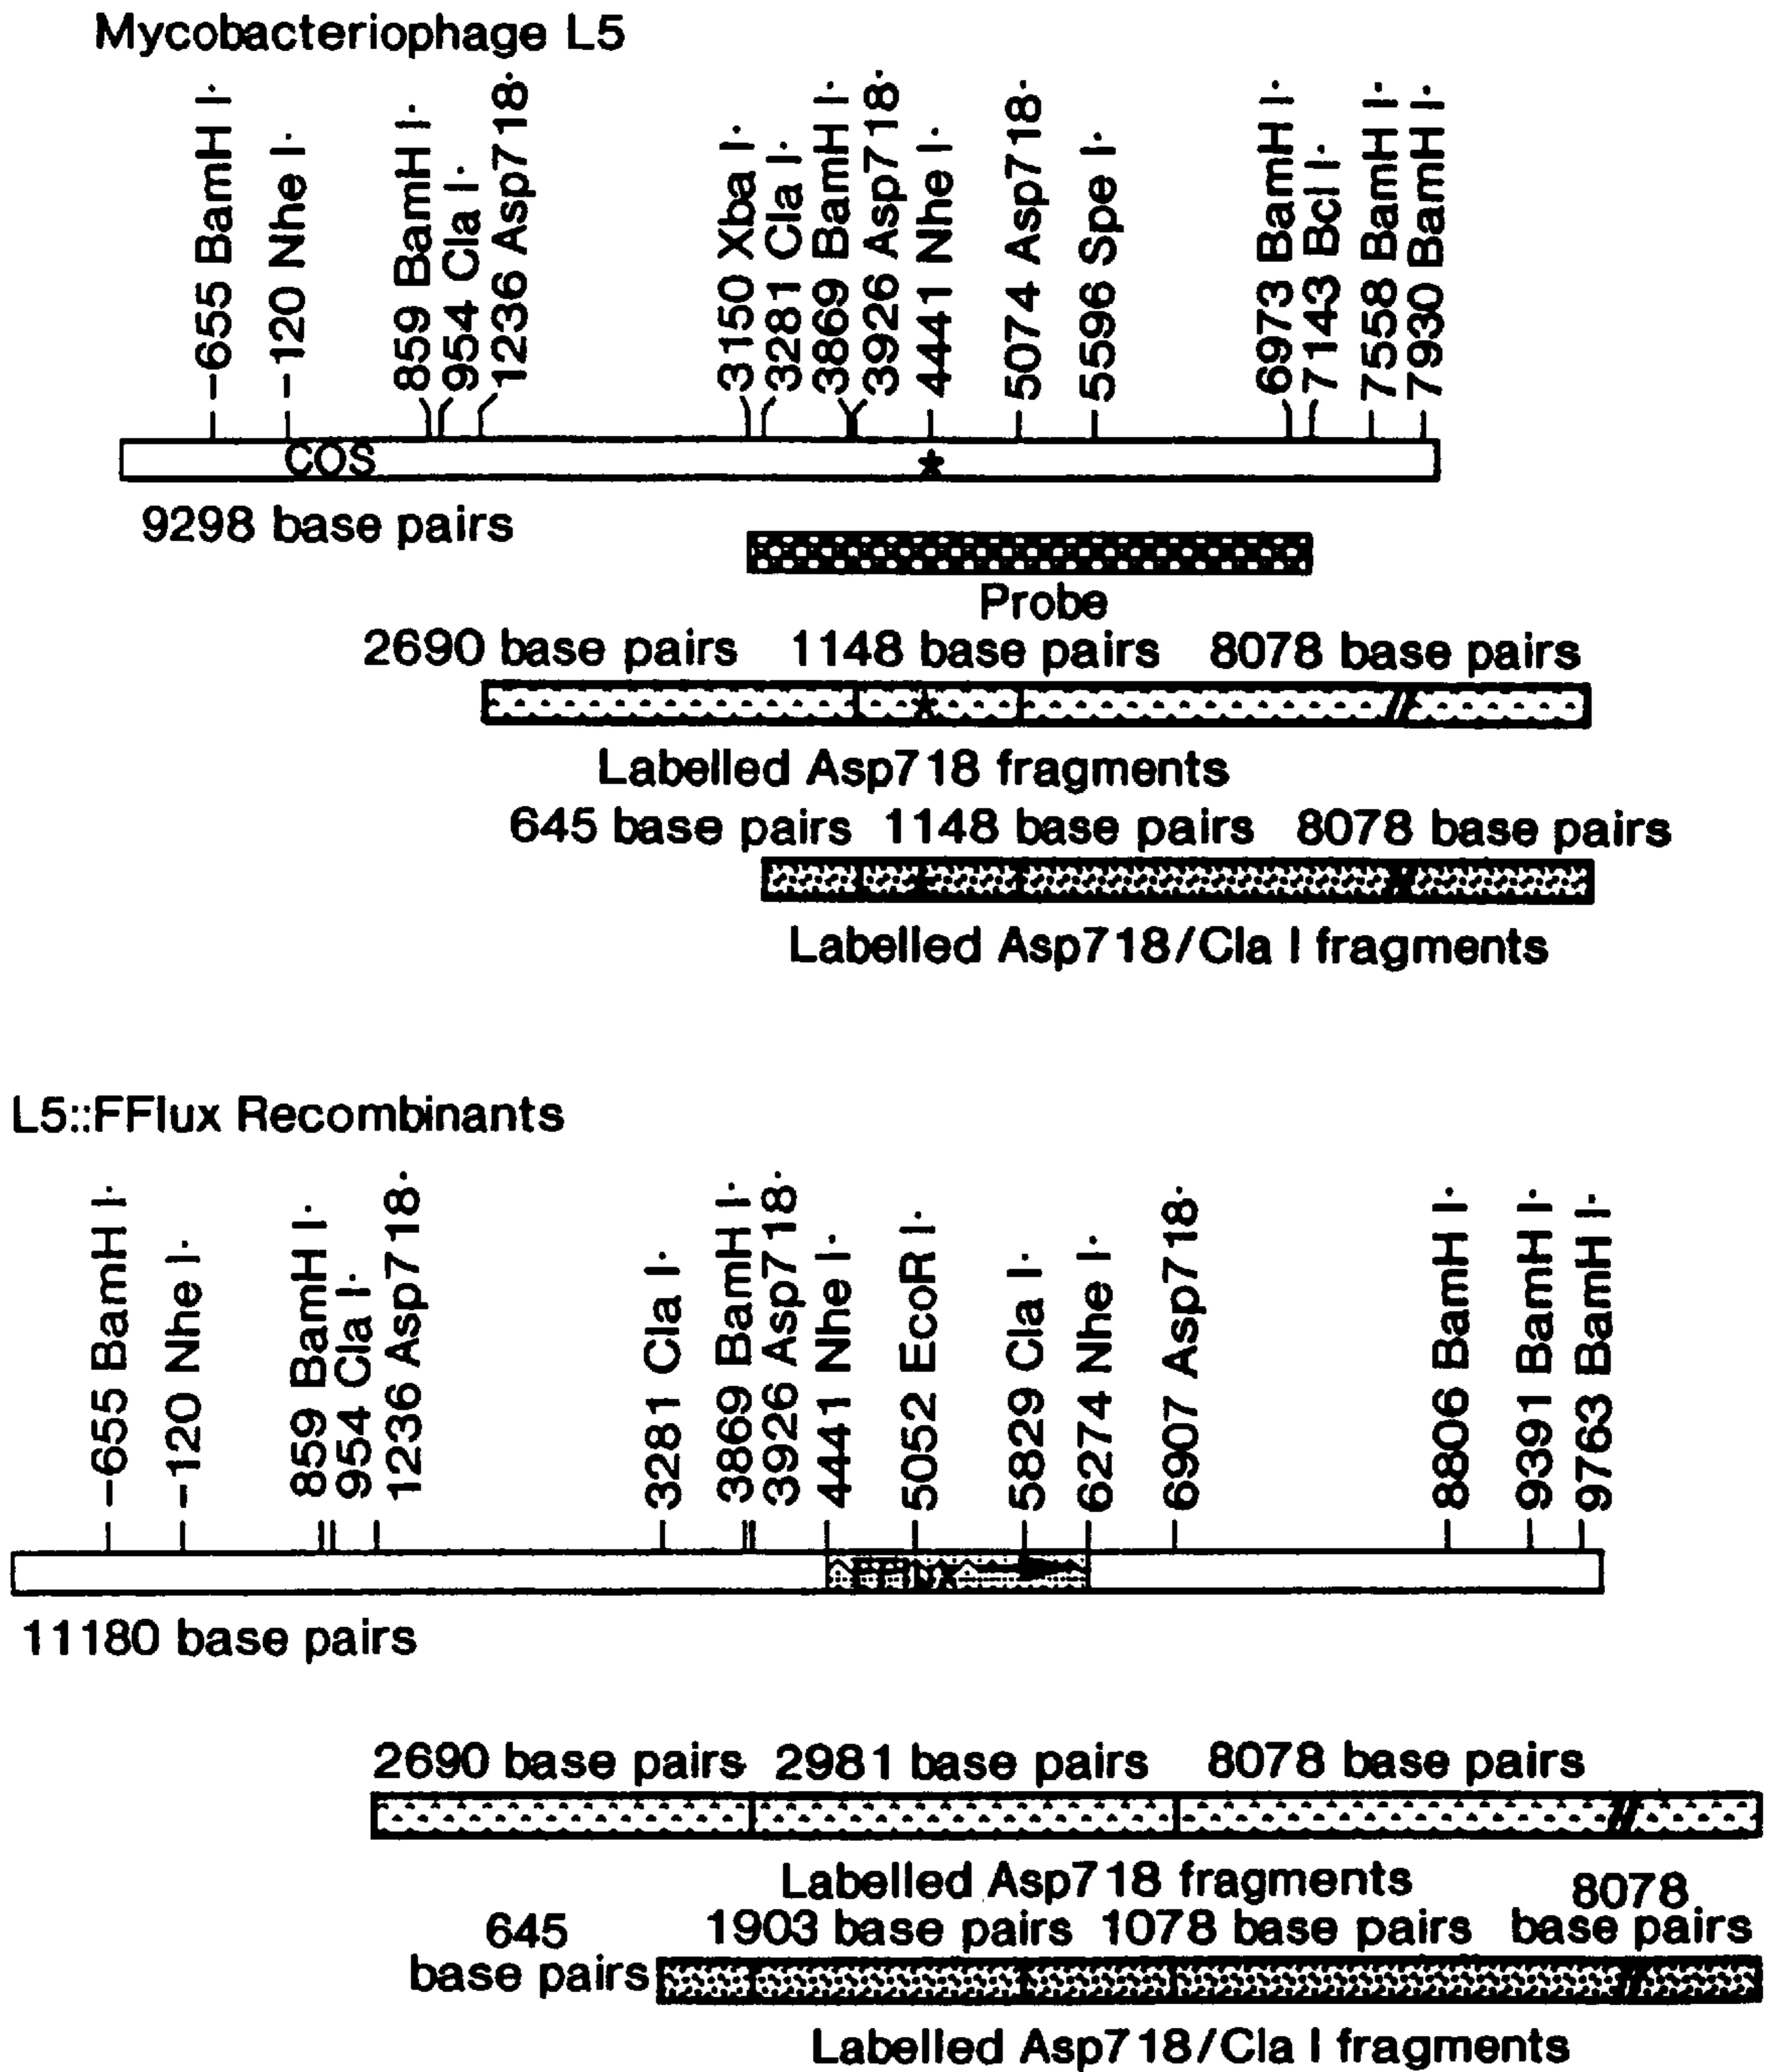 Mycobacteriophage L5
-655 BamH I·
-120 Nhe I·
859 BamH I·
954 Cla I·
1236 Asp718·
3150 Xba I·
3281 Cla I·
3869 BamH I·
3926 Asp718·
4441 Nhe I·
5074 Asp718·
5596 Spe I·
6973 BamH I·
7143 Bcl I·
7558 BamH I·
7930 BamH I·
COS
★
9298 base pairs
Probe
2690 base pairs 1148 base pairs 8078 base pairs
Labelled Asp718 fragments
645 base pairs 1148 base pairs 8078 base pairs
Labelled Asp718/Cla I fragments
L5::FFlux Recombinants
-655 BamH I·
-120 Nhe I·
859 BamH I·
954 Cla I·
1236 Asp718·
3281 Cla I·
3869 BamH I·
3926 Asp718·
4441 Nhe I·
5052 EcoR I·
5829 Cla I·
6274 Nhe I·
6907 Asp718·
8806 BamH I·
9391 BamH I·
9763 BamH I·
11180 base pairs
2690 base pairs 2981 base pairs 8078 base pairs
Labelled Asp718 fragments
645 base pairs
1903 base pairs 1078 base pairs
8078 base pairs
Labelled Asp718/Cla I fragments